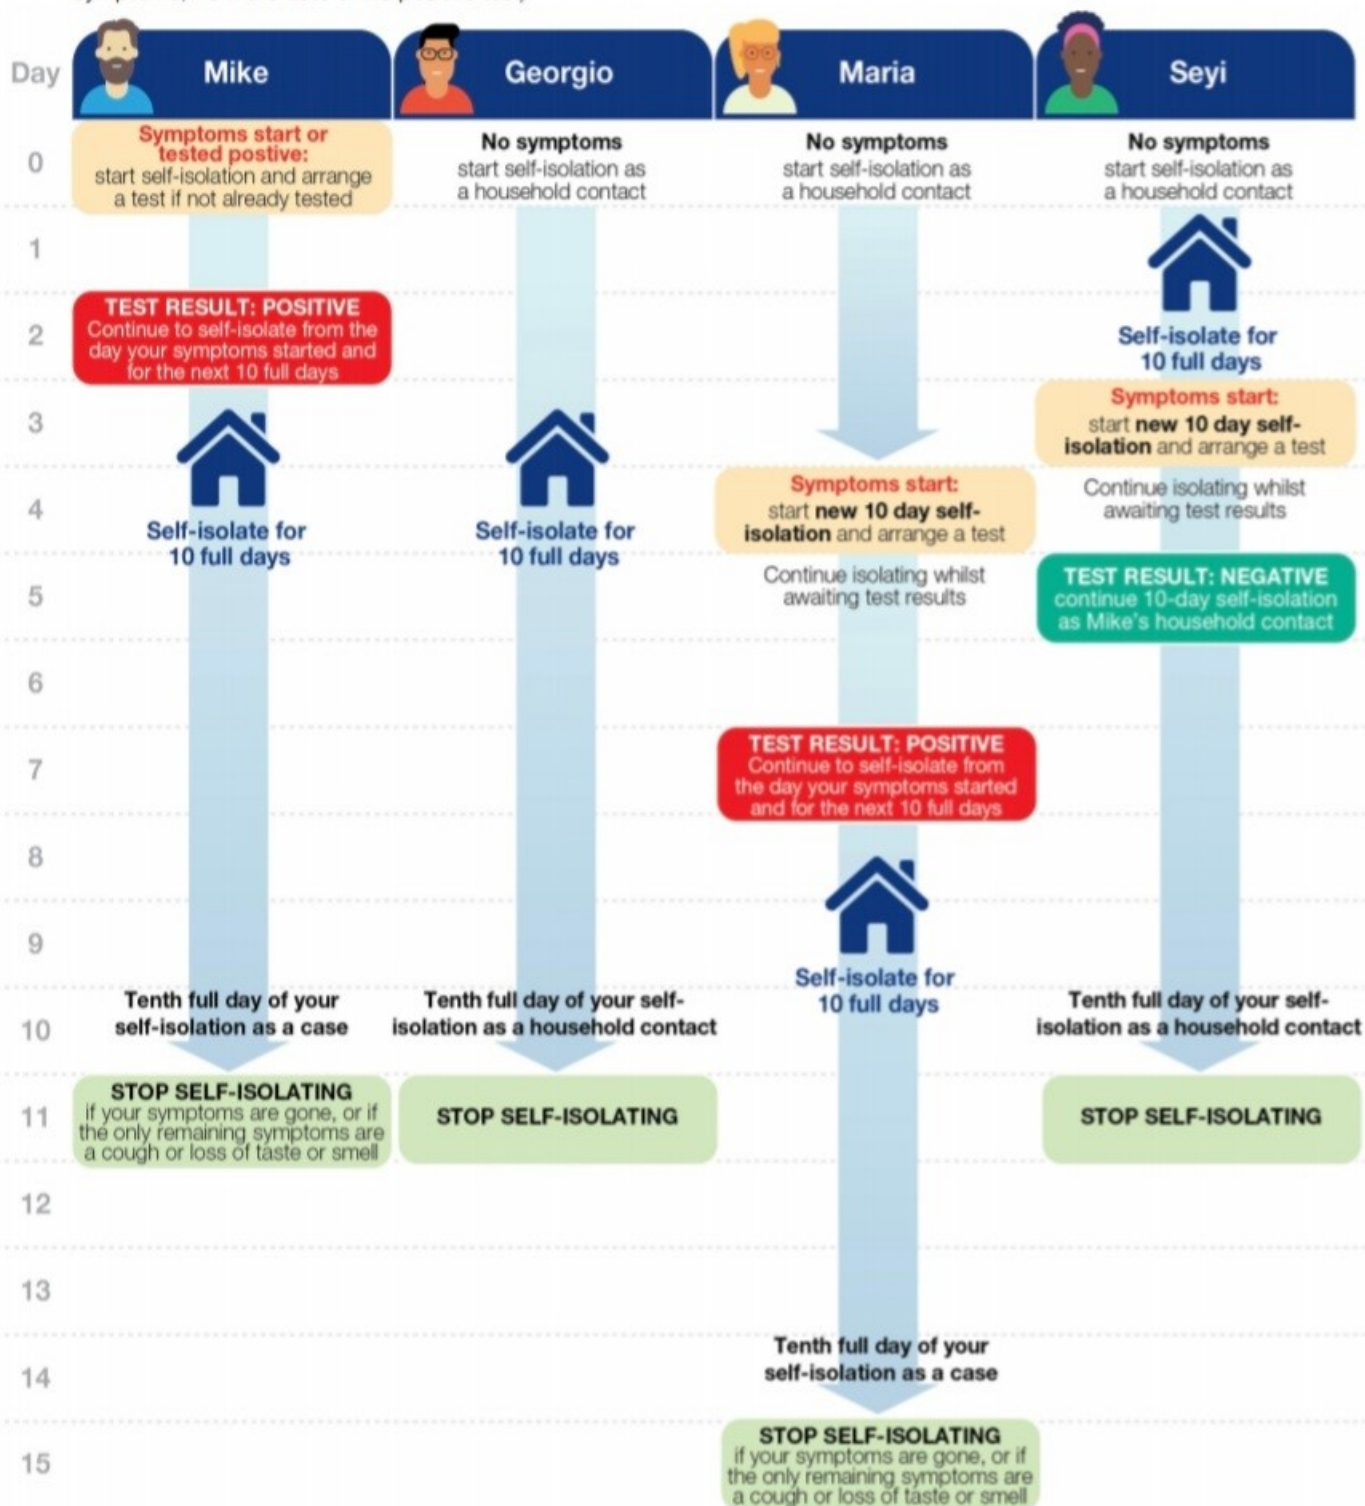 Day
Mike
Georgio
Maria
Seyi
0
Symptoms start or
tested postive:
start self-isolation and arrange
a test if not already tested
No symptoms
start self-isolation as
a household contact
No symptoms
start self-isolation as
a household contact
No symptoms
start self-isolation as
a household contact
1
2
TEST RESULT: POSITIVE
Continue to self-isolate from the
day your symptoms started and
for the next 10 full days
Self-isolate for
10 full days
3
Symptoms start:
start new 10 day self-
isolation and arrange a test
4
Self-isolate for
10 full days
Self-isolate for
10 full days
Symptoms start:
start new 10 day self-
isolation and arrange a test
Continue isolating whilst
awaiting test results
5
Continue isolating whilst
awaiting test results
TEST RESULT: NEGATIVE
continue 10-day self-isolation
as Mike's household contact
6
7
TEST RESULT: POSITIVE
Continue to self-isolate from
the day your symptoms started
and for the next 10 full days
8
9
Self-isolate for
10 full days
10
Tenth full day of your
self-isolation as a case
Tenth full day of your self-
isolation as a household contact
Tenth full day of your self-
isolation as a household contact
11
STOP SELF-ISOLATING
if your symptoms are gone, or if
the only remaining symptoms are
a cough or loss of taste or smell
STOP SELF-ISOLATING
STOP SELF-ISOLATING
12
13
14
Tenth full day of your
self-isolation as a case
15
STOP SELF-ISOLATING
if your symptoms are gone, or if
the only remaining symptoms are
a cough or loss of taste or smell